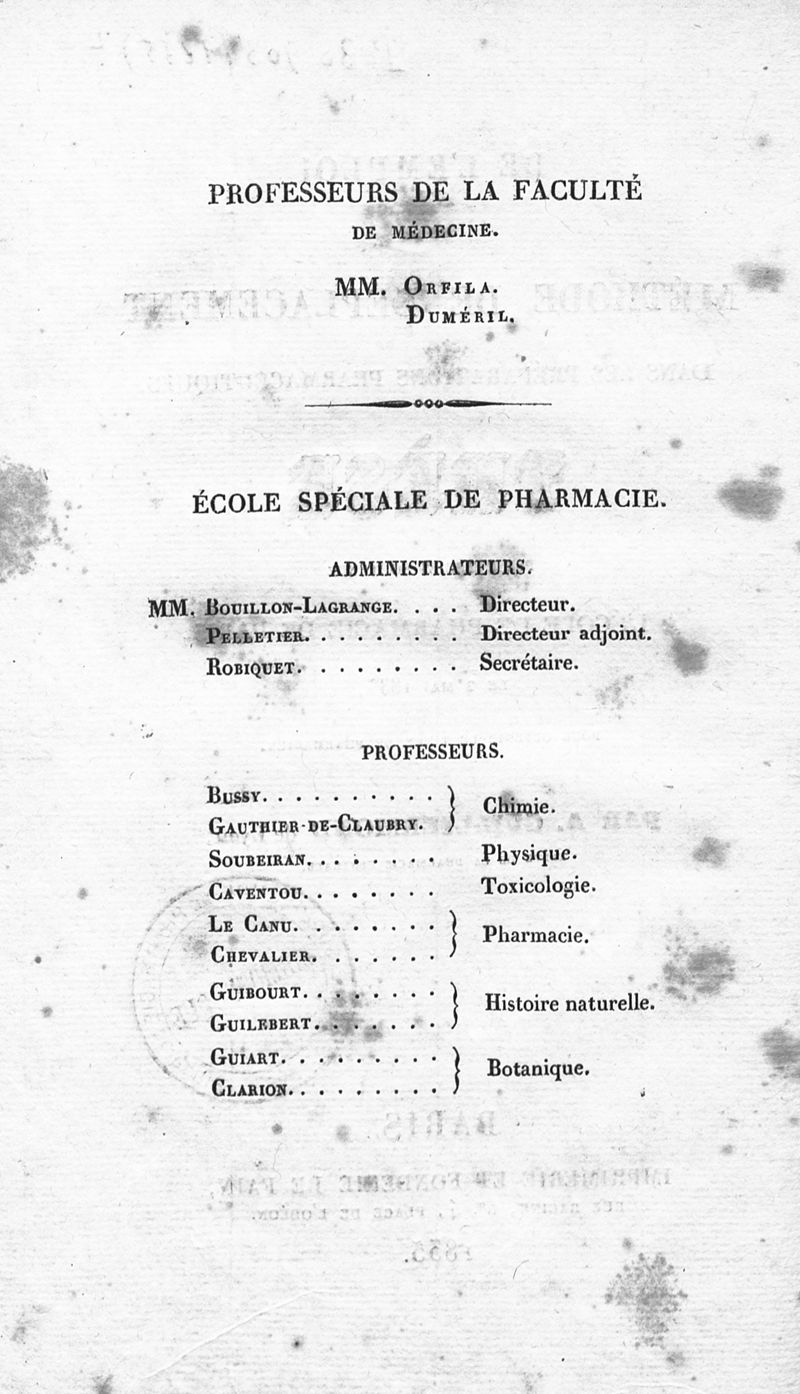 PROFESSEURS DE LA FACULTÉ
DE MÉDECINE.
MM. ORFILA.
DUMÉRIL.
ÉCOLE SPÉCIALE DE PHARMACIE.
ADMINISTRATEURS.
MM. BOUILLON-LAGRANGE. . . . Directeur.
PELLETIER. . . . . . . . . Directeur adjoint.
ROBIQUET. . . . . . . . . Secrétaire.
PROFESSEURS.
BUSSY. . . . . . . . . . } Chimie.
GAUTHIER-DE-CLAUBRY.
SOUBEIRAN. . . . . . . Physique.
CAVENTOU. . . . . . . . Toxicologie.
LE CANU. . . . . . . . } Pharmacie.
CHEVALIER. . . . . . .
GUIBOURT. . . . . . . . } Histoire naturelle.
GUILEBERT. . . . . . .
GUIART. . . . . . . . . } Botanique.
CLARION. . . . . . . . .